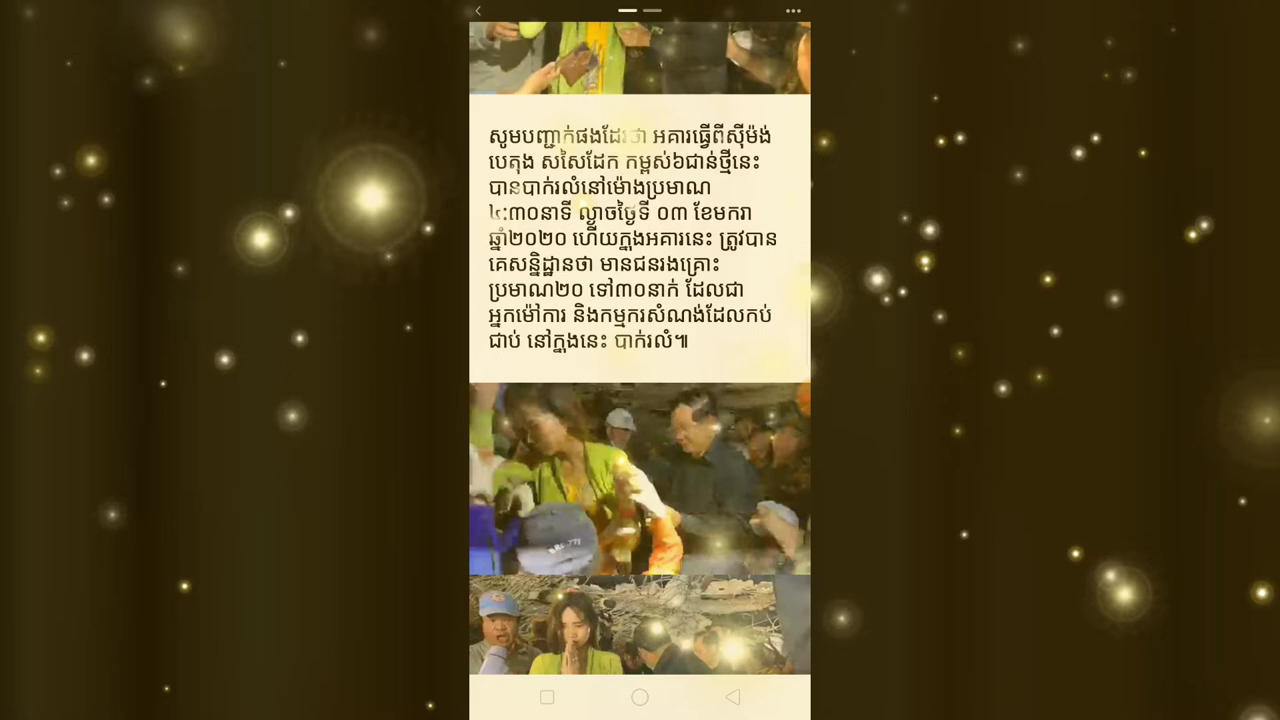 សូមបញ្ជាក់ផងដែរថា អគារធ្វើពីស៊ីម៉ង់
បេតុង សសៃដែក កម្ពស់៦ជាន់ថ្មីនេះ
បានបាក់រលំនៅម៉ោងប្រមាណ
៤:៣០នាទី ល្ងាចថ្ងៃទី ០៣ ខែមករា
ឆ្នាំ២០២០ ហើយក្នុងអគារនេះ ត្រូវបាន
គេសន្និដ្ឋានថា មានជនរងគ្រោះ
ប្រមាណ២០ ទៅ៣០នាក់ ដែលជា
អ្នកម៉ៅការ និងកម្មករសំណង់ដែលកប់
ជាប់ នៅក្នុងនេះ បាក់រលំ៕